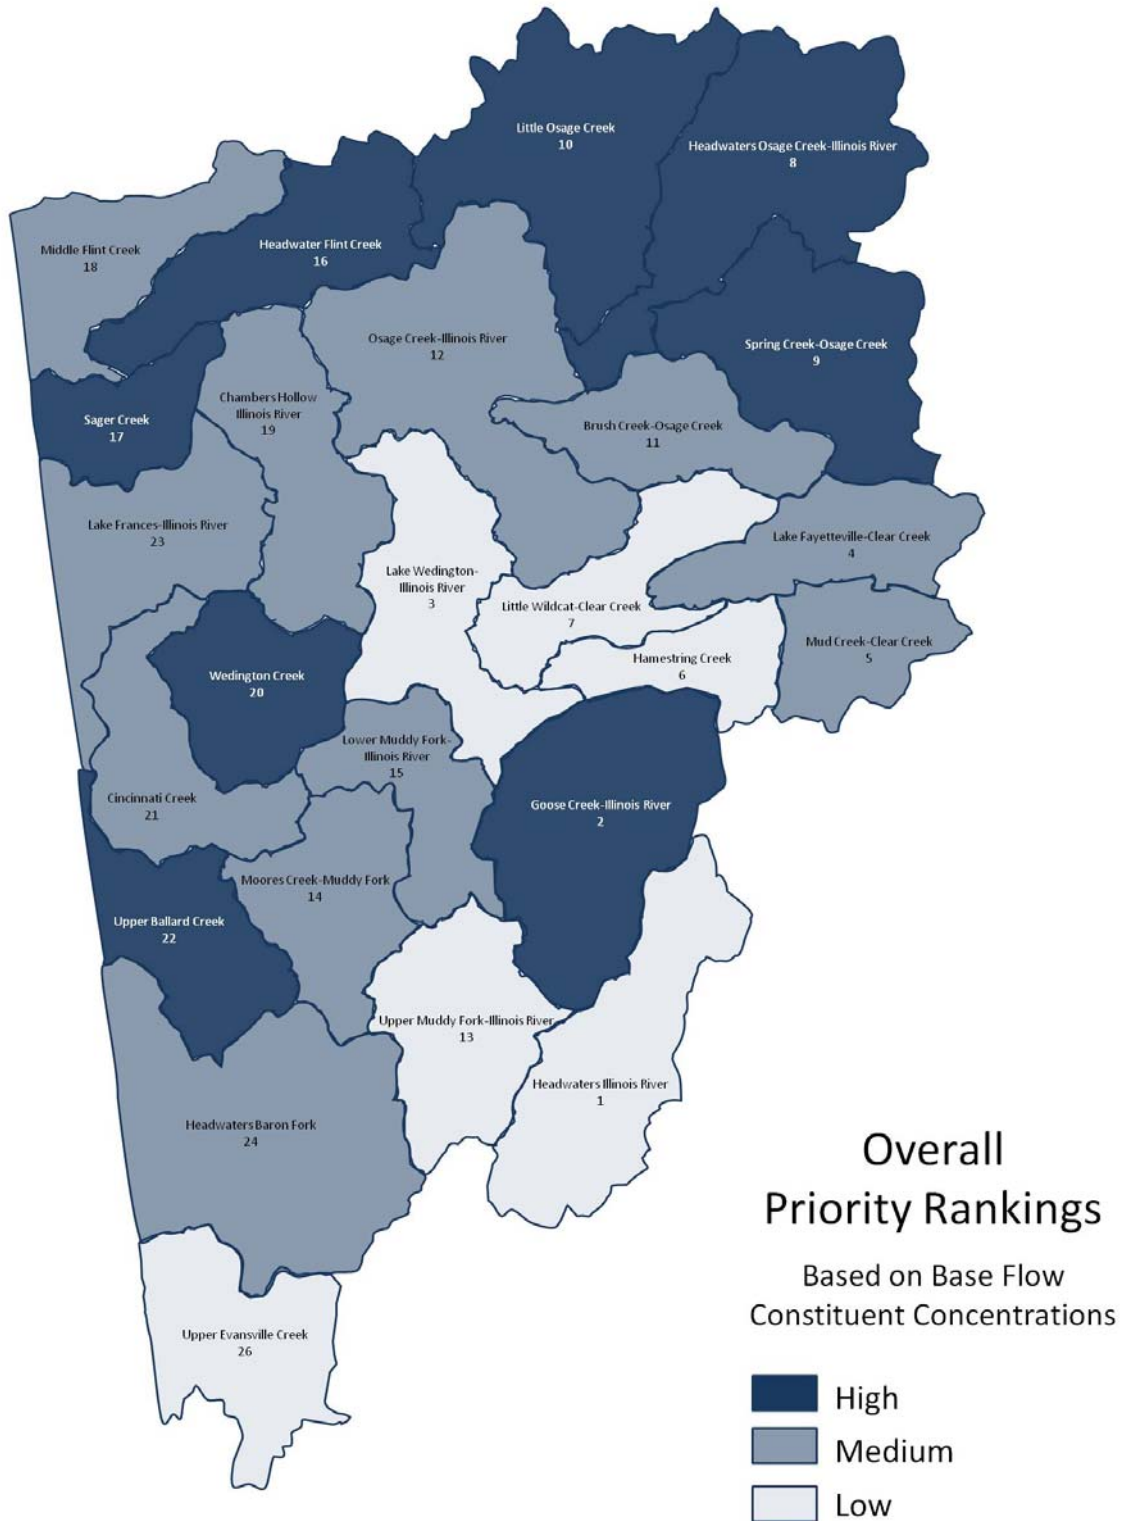 Little Osage Creek
10
Headwaters Osage Creek-Illinois River
8
Middle Flint Creek
18
Headwater Flint Creek
16
Osage Creek-Illinois River
12
Spring Creek-Osage Creek
9
Chambers Hollow
Illinois River
19
Sager Creek
17
Brush Creek-Osage Creek
11
Lake Frances-Illinois River
23
Lake Fayetteville-Clear Creek
4
Lake Wedington-
Illinois River
3
Little Wildcat-Clear Creek
7
Mud Creek-Clear Creek
5
Hamestring Creek
6
Wedington Creek
20
Lower Muddy Fork-
Illinois River
15
Cincinnati Creek
21
Goose Creek-Illinois River
2
Moores Creek-Muddy Fork
14
Upper Ballard Creek
22
Upper Muddy Fork-Illinois River
13
Headwaters Illinois River
1
Headwaters Baron Fork
24
Upper Evansville Creek
26
Overall
Priority Rankings
Based on Base Flow
Constituent Concentrations
High
Medium
Low